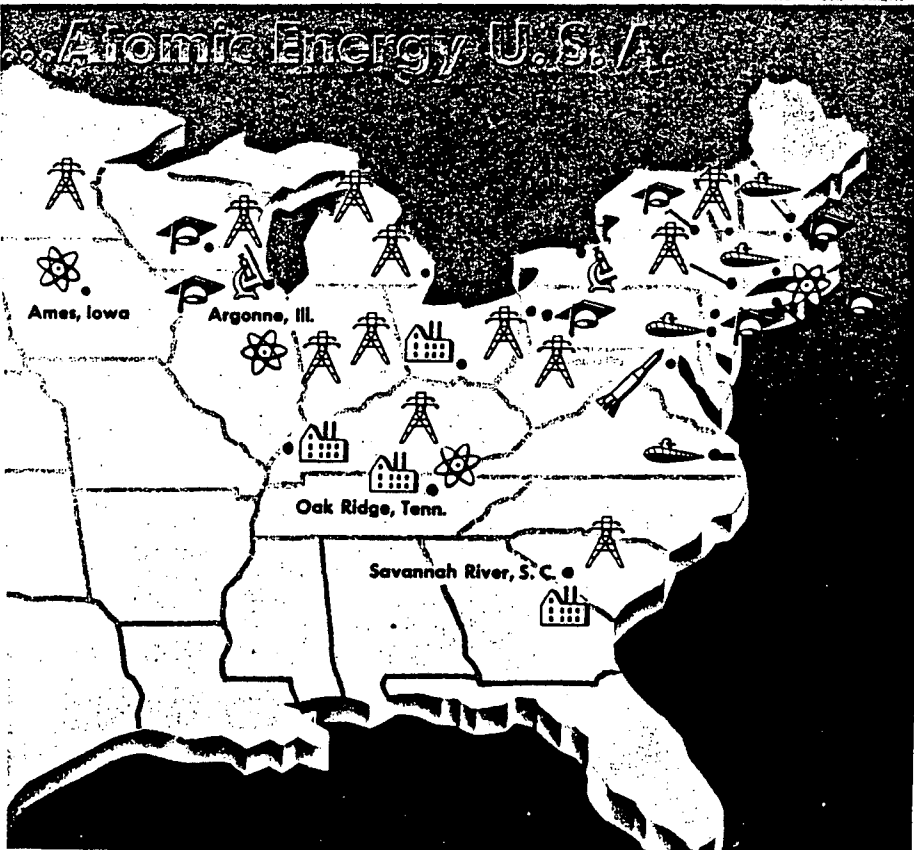 ...Atomic Energy U.S.A.
Ames, Iowa
Argonne, Ill.
Oak Ridge, Tenn.
Savannah River, S. C.